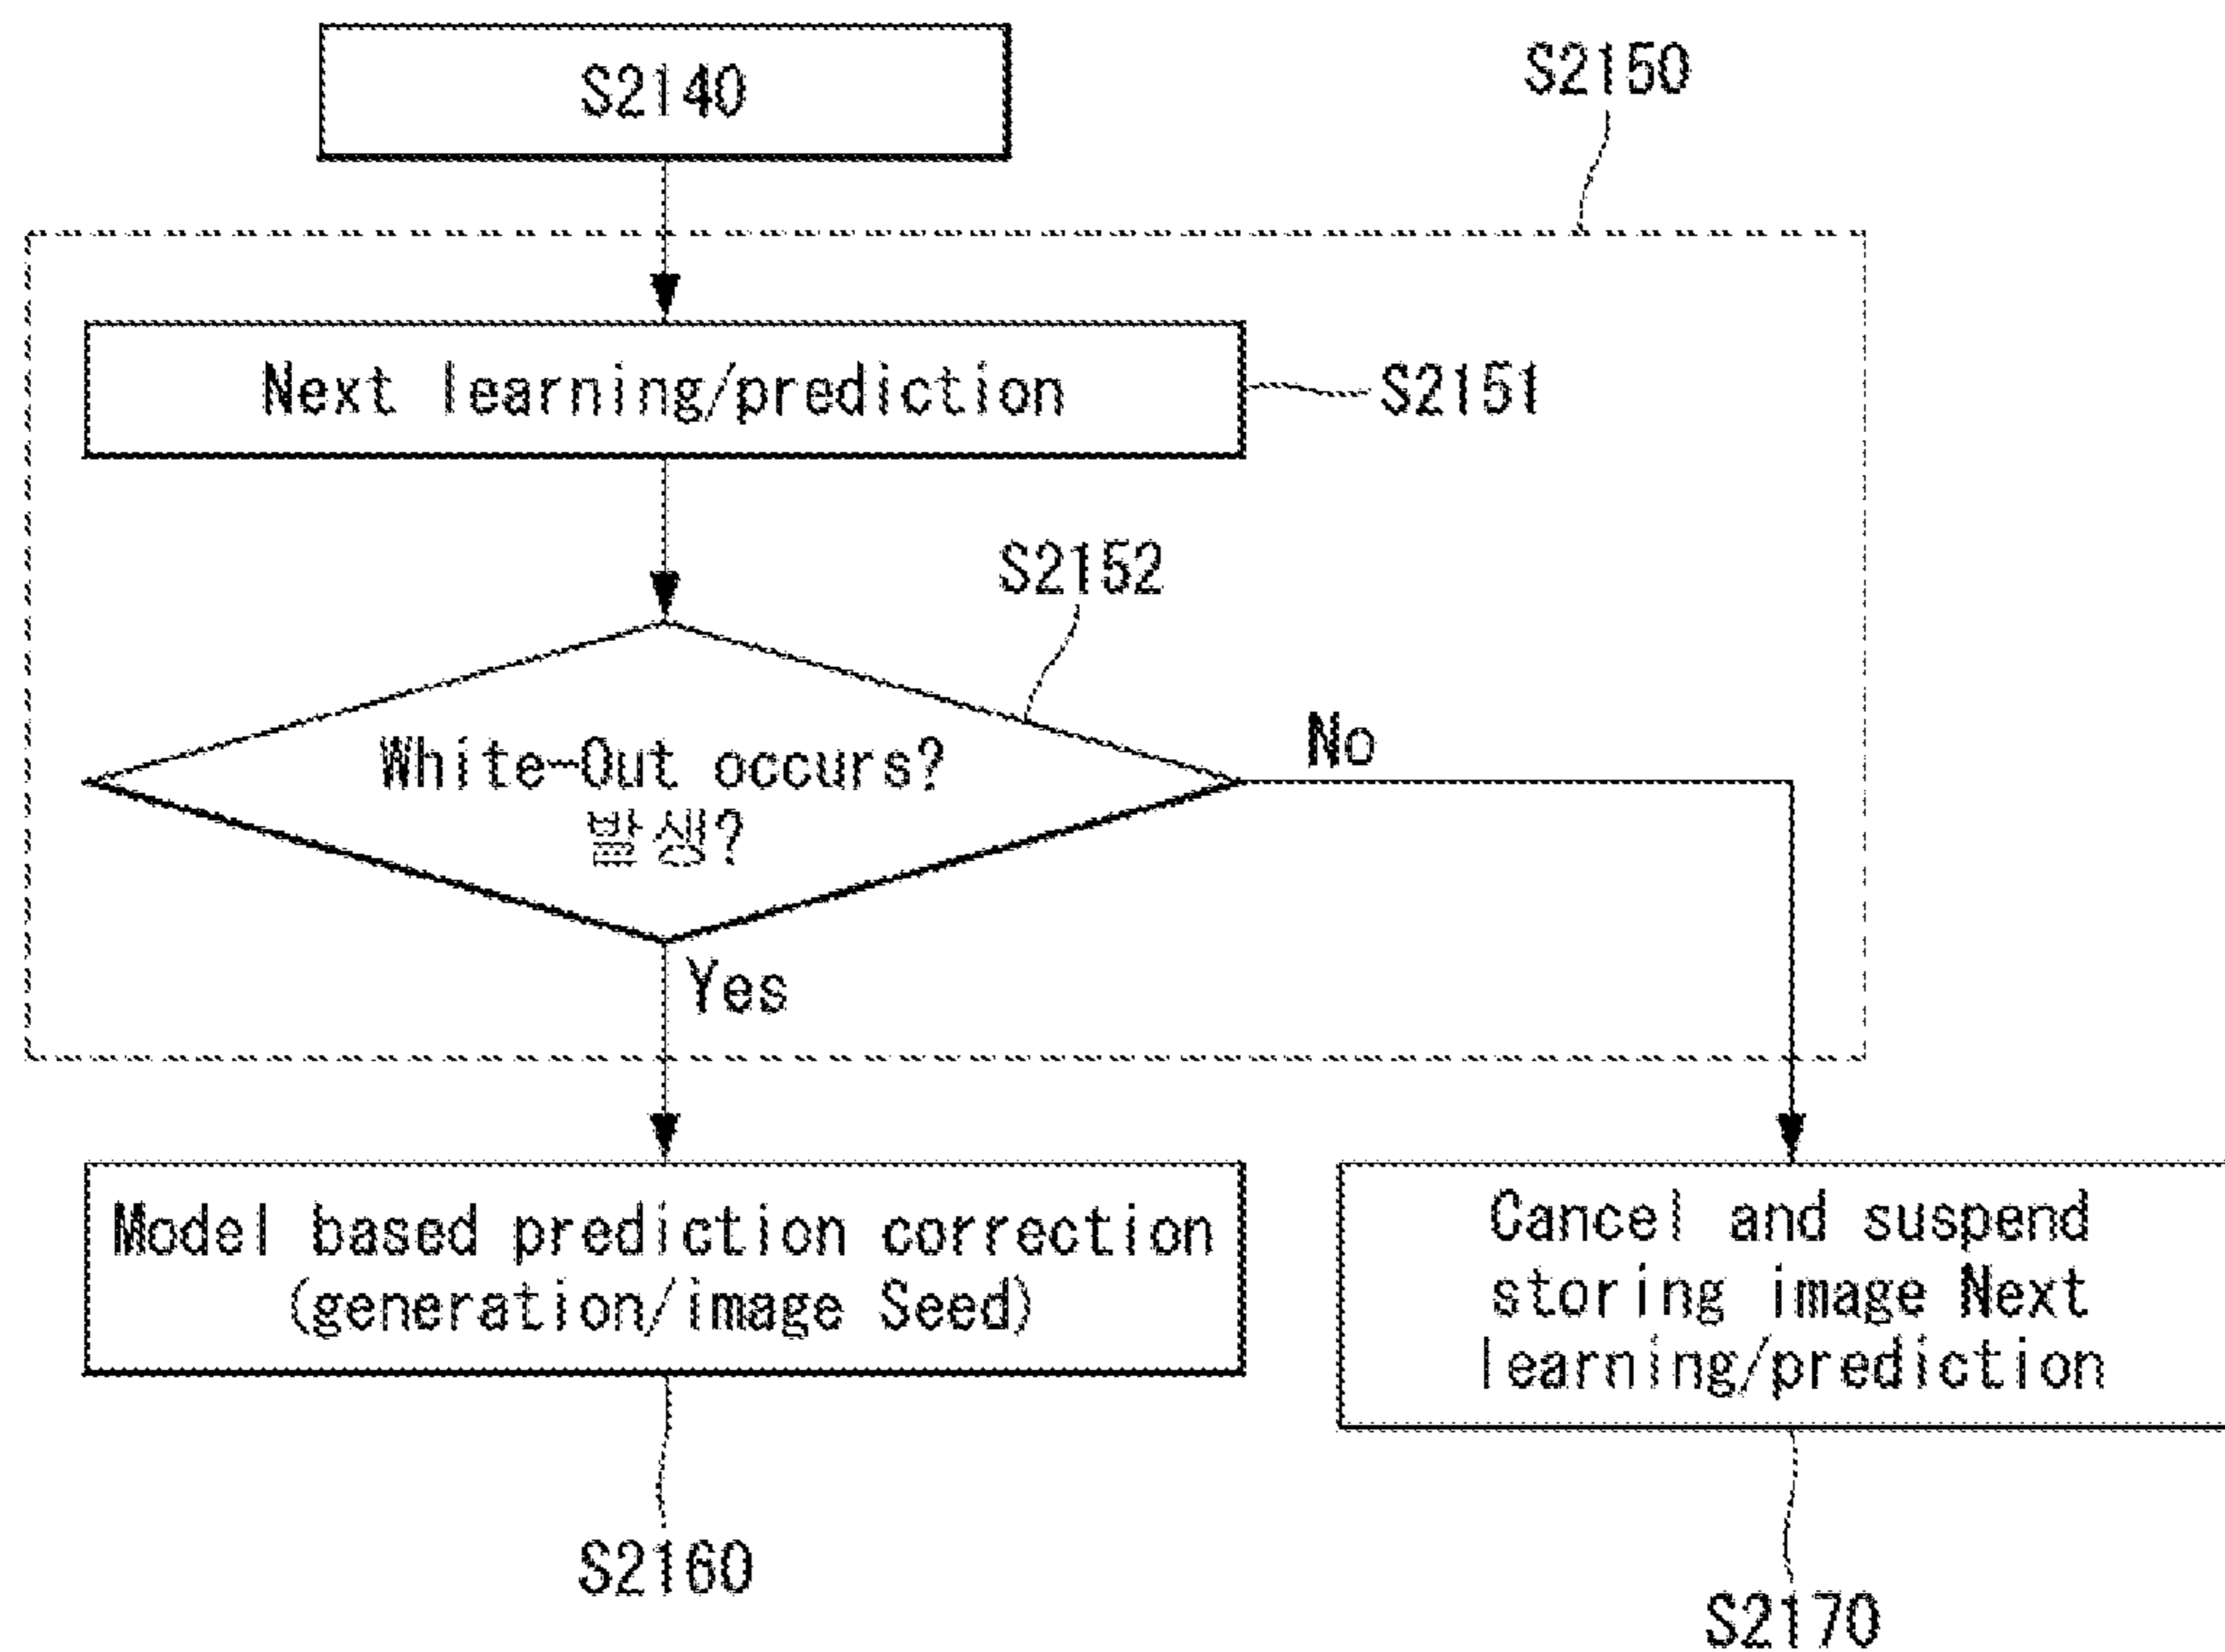 S2140
S2150
Next learning/prediction
S2151
S2152
White-Out occurs?
발생?
No
Yes
Model based prediction correction
(generation/image Seed)
Cancel and suspend
storing image Next
learning/prediction
S2160
S2170